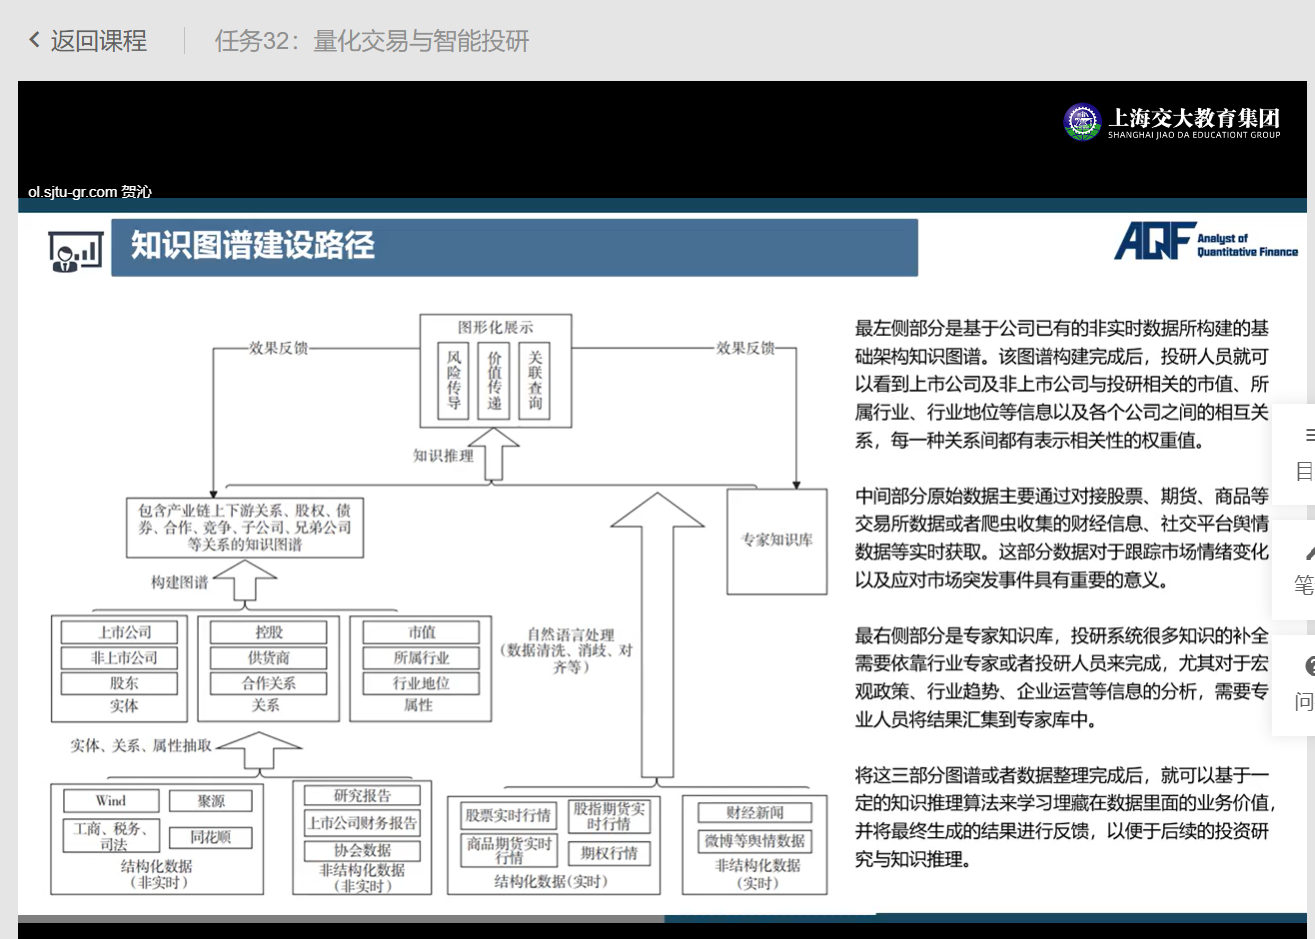 返回课程
任务32：量化交易与智能投研
上海交大教育集团
SHANGHAI JIAO DA EDUCATIONT GROUP
ol.sjtu-gr.com 贺沁
知识图谱建设路径
AQF Analyst of
Quantitative Finance
图形化展示
风险传导
价值传递
关联查询
效果反馈
效果反馈
知识推理
包含产业链上下游关系、股权、债
券、合作、竞争、子公司、兄弟公司
等关系的知识图谱
专家知识库
构建图谱
上市公司
非上市公司
股东
实体
控股
供货商
合作关系
关系
市值
所属行业
行业地位
属性
自然语言处理
（数据清洗、消歧、对
齐等）
实体、关系、属性抽取
Wind
聚源
工商、税务、
司法
同花顺
结构化数据
（非实时）
研究报告
上市公司财务报告
协会数据
非结构化数据
（非实时）
股票实时行情
股指期货实
时行情
商品期货实时
行情
期权行情
结构化数据(实时)
财经新闻
微博等舆情数据
非结构化数据
（实时）
最左侧部分是基于公司已有的非实时数据所构建的基
础架构知识图谱。该图谱构建完成后，投研人员就可
以看到上市公司及非上市公司与投研相关的市值、所
属行业、行业地位等信息以及各个公司之间的相互关
系，每一种关系间都有表示相关性的权重值。
中间部分原始数据主要通过对接股票、期货、商品等
交易所数据或者爬虫收集的财经信息、社交平台舆情
数据等实时获取。这部分数据对于跟踪市场情绪变化
以及应对市场突发事件具有重要的意义。
最右侧部分是专家知识库，投研系统很多知识的补全
需要依靠行业专家或者投研人员来完成，尤其对于宏
观政策、行业趋势、企业运营等信息的分析，需要专
业人员将结果汇集到专家库中。
将这三部分图谱或者数据整理完成后，就可以基于一
定的知识推理算法来学习埋藏在数据里面的业务价值，
并将最终生成的结果进行反馈，以便于后续的投资研
究与知识推理。
目
笔
问